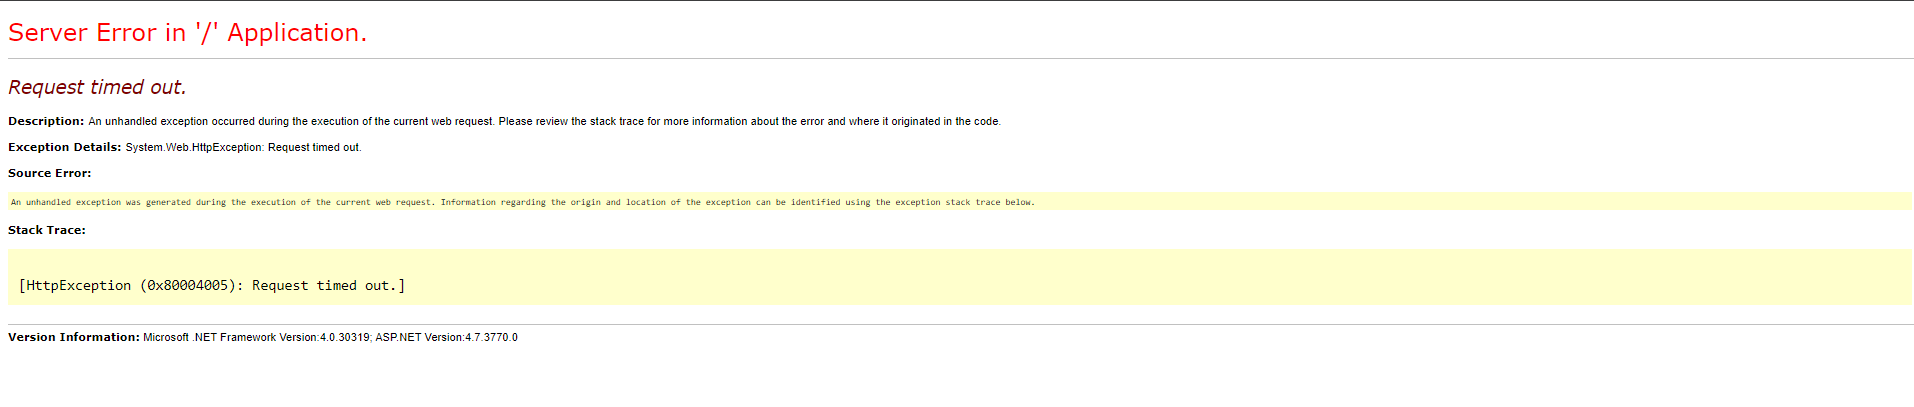 Server Error in '/' Application.
Request timed out.
Description: An unhandled exception occurred during the execution of the current web request. Please review the stack trace for more information about the error and where it originated in the code.
Exception Details: System.Web.HttpException: Request timed out.
Source Error:
An unhandled exception was generated during the execution of the current web request. Information regarding the origin and location of the exception can be identified using the exception stack trace below.
Stack Trace:
[HttpException (0x80004005): Request timed out.]
Version Information: Microsoft .NET Framework Version:4.0.30319; ASP.NET Version:4.7.3770.0